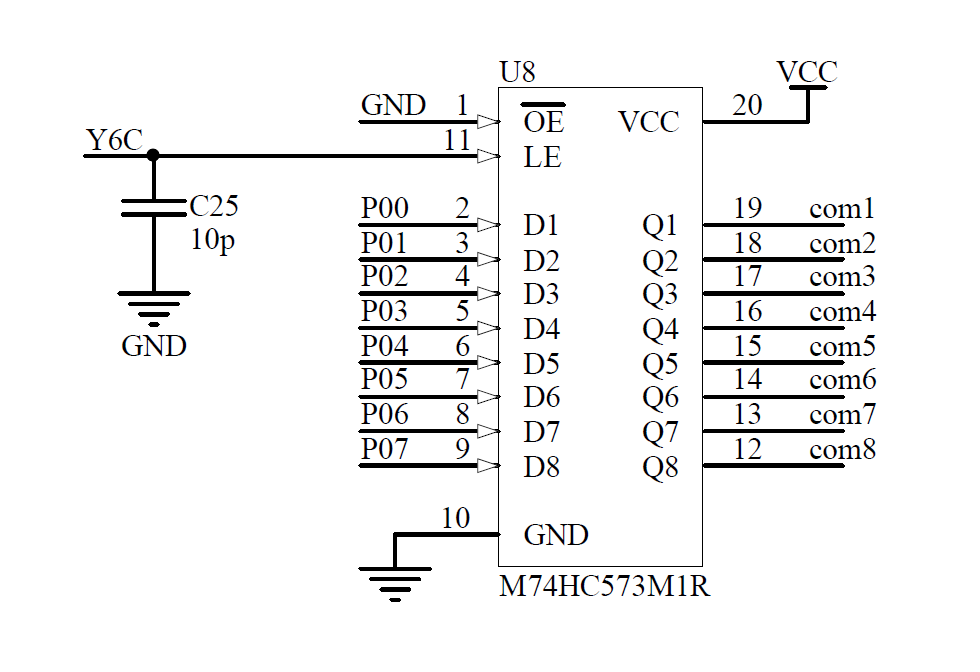 U8
VCC
GND 1
OE
VCC
20
Y6C
11
LE
C25
10p
GND
P00 2 D1 Q1 19 com1
P01 3 D2 Q2 18 com2
P02 4 D3 Q3 17 com3
P03 5 D4 Q4 16 com4
P04 6 D5 Q5 15 com5
P05 7 D6 Q6 14 com6
P06 8 D7 Q7 13 com7
P07 9 D8 Q8 12 com8
10 GND
M74HC573M1R